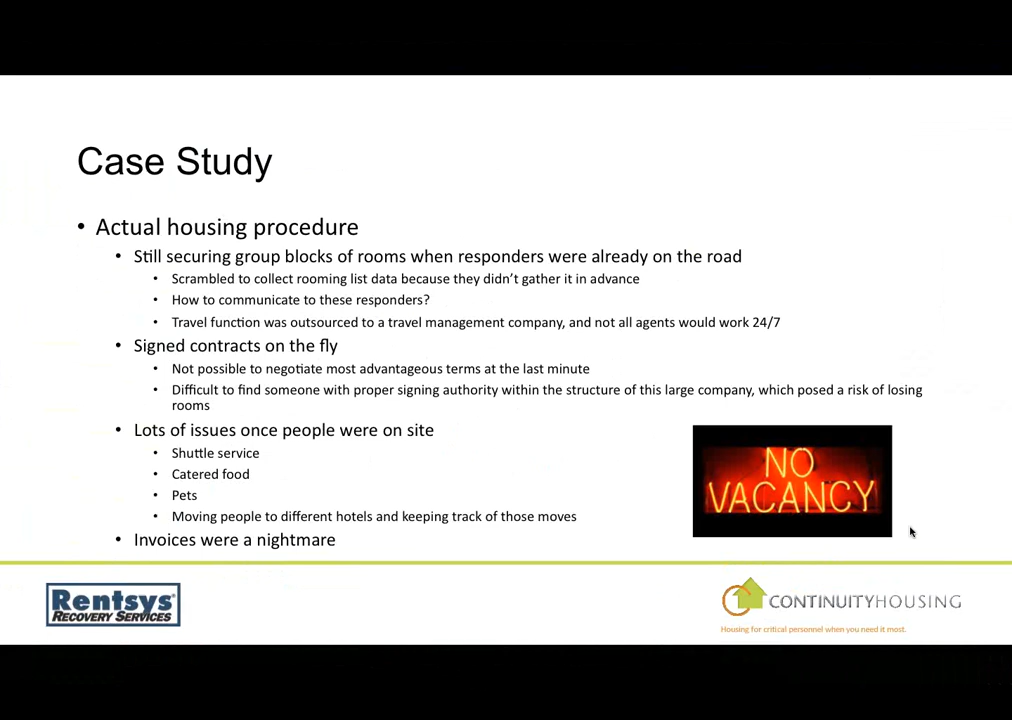 Case Study
• Actual housing procedure
• Still securing group blocks of rooms when responders were already on the road
• Scrambled to collect rooming list data because they didn't gather it in advance
• How to communicate to these responders?
• Travel function was outsourced to a travel management company, and not all agents would work 24/7
• Signed contracts on the fly
• Not possible to negotiate most advantageous terms at the last minute
• Difficult to find someone with proper signing authority within the structure of this large company, which posed a risk of losing
rooms
• Lots of issues once people were on site
• Shuttle service
• Catered food
• Pets
• Moving people to different hotels and keeping track of those moves
• Invoices were a nightmare
NO
VACANCY
Rentsys®
RECOVERY SERVICES
CONTINUITYHOUSING
Housing for critical personnel when you need it most.